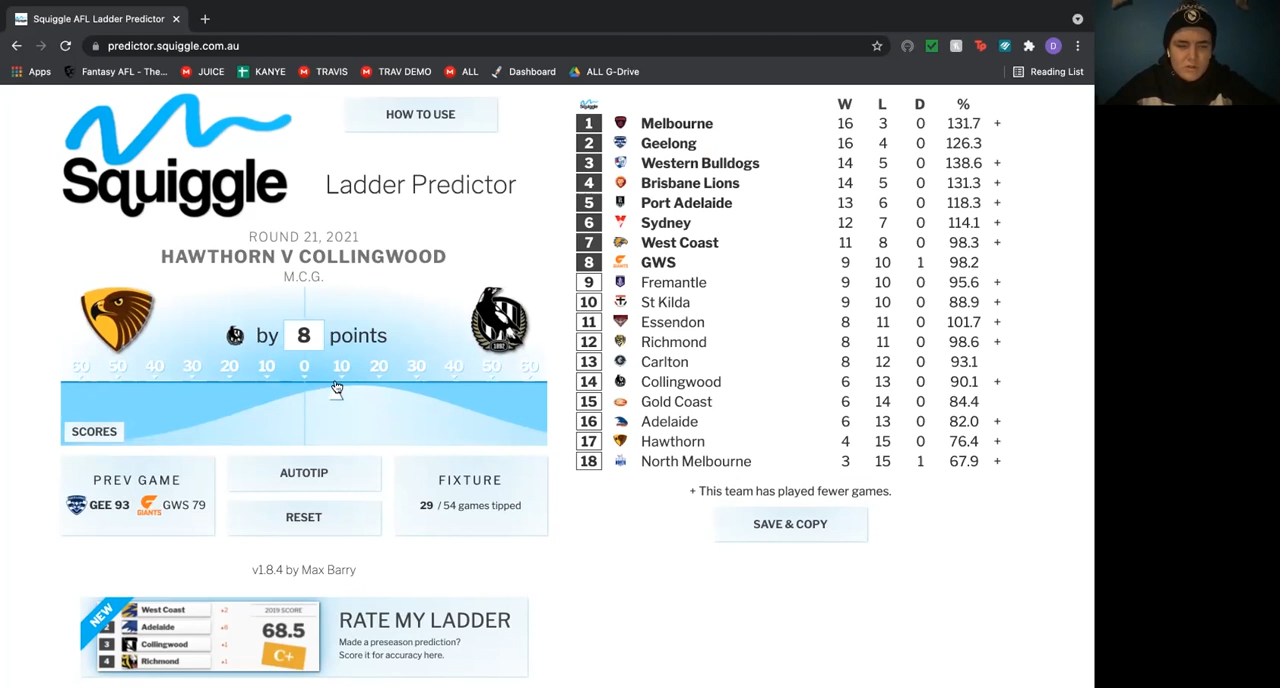 Squiggle AFL Ladder Predictor
predictor.squiggle.com.au
D
Apps Fantasy AFL - The... JUICE KANYE TRAVIS TRAV DEMO ALL Dashboard ALL G-Drive Reading List
Squiggle
HOW TO USE
Ladder Predictor
ROUND 21, 2021
HAWTHORN V COLLINGWOOD
M.C.G.
by 8 points
60 50 40 30 20 10 0 10 20 30 40 50 60
SCORES
PREV GAME
GEE 93 GIANTS GWS 79
AUTOTIP
RESET
FIXTURE
29 / 54 games tipped
v1.8.4 by Max Barry
NEW
West Coast
Adelaide
3 Collingwood
4 Richmond
2019 SCORE
68.5
C+
RATE MY LADDER
Made a preseason prediction?
Score it for accuracy here.
Squiggle W L D %
1 Melbourne 16 3 0 131.7 +
2 Geelong 16 4 0 126.3
3 Western Bulldogs 14 5 0 138.6 +
4 Brisbane Lions 14 5 0 131.3 +
5 Port Adelaide 13 6 0 118.3 +
6 Sydney 12 7 0 114.1 +
7 West Coast 11 8 0 98.3 +
8 GWS 9 10 1 98.2
9 Fremantle 9 10 0 95.6 +
10 St Kilda 9 10 0 88.9 +
11 Essendon 8 11 0 101.7 +
12 Richmond 8 11 0 98.6 +
13 Carlton 8 12 0 93.1
14 Collingwood 6 13 0 90.1 +
15 Gold Coast 6 14 0 84.4
16 Adelaide 6 13 0 82.0 +
17 Hawthorn 4 15 0 76.4 +
18 North Melbourne 3 15 1 67.9 +
+ This team has played fewer games.
SAVE & COPY